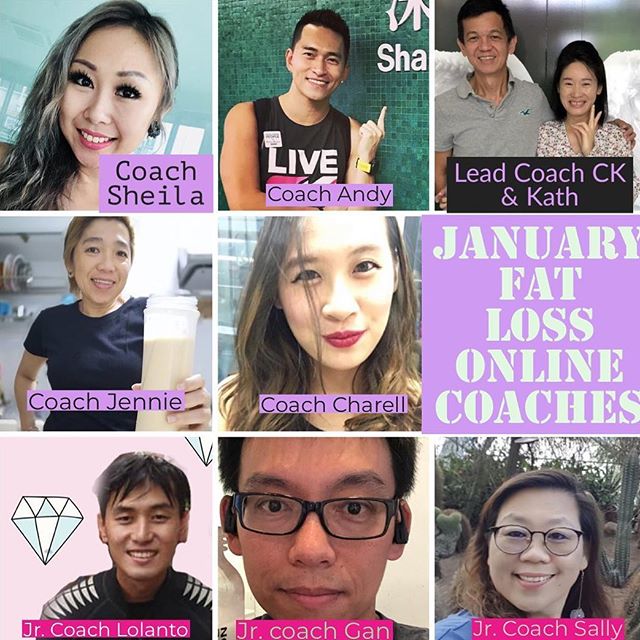 Coach
Sheila
深
Sha
LIVE
Coach Andy
Lead Coach CK
& Kath
Coach Jennie
Coach Charell
JANUARY
FAT
LOSS
ONLINE
COACHES
Jr. Coach Lolanto
Jr. coach Gan
Jr. Coach Sally